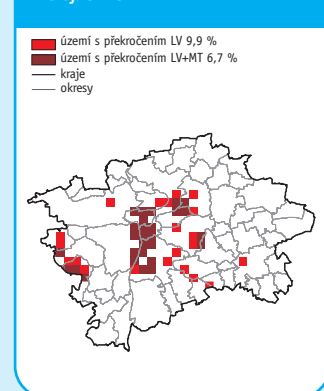 území s překročením LV 9,9 %
území s překročením LV+MT 6,7 %
kraje
okresy